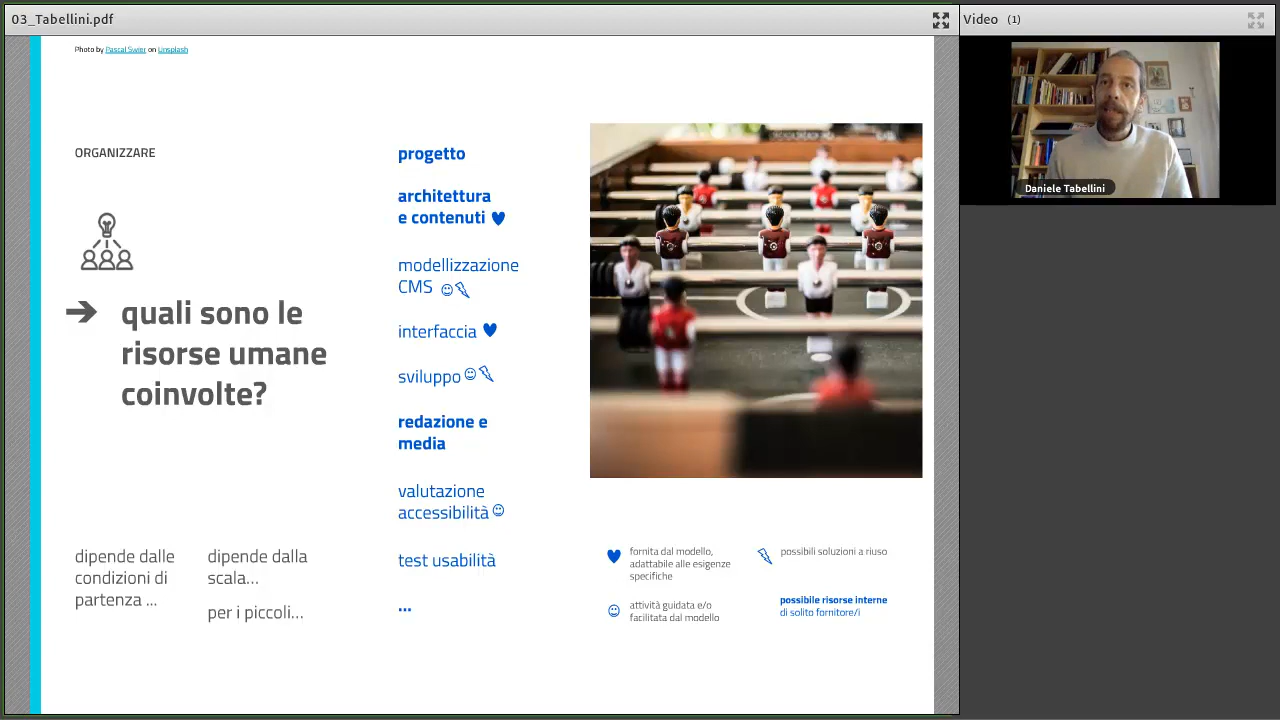 03_Tabellini.pdf
Video (1)
Photo by Pascal Swier on Unsplash
Daniele Tabellini
ORGANIZZARE
➔ quali sono le
risorse umane
coinvolte?
dipende dalle
condizioni di
partenza ...
dipende dalla
scala...
per i piccoli...
progetto
architettura
e contenuti
modellizzazione
CMS
interfaccia
sviluppo
redazione e
media
valutazione
accessibilità
test usabilità
...
fornita dal modello,
adattabile alle esigenze
specifiche
attività guidata e/o
facilitata dal modello
possibili soluzioni a riuso
possibile risorse interne
di solito fornitore/i